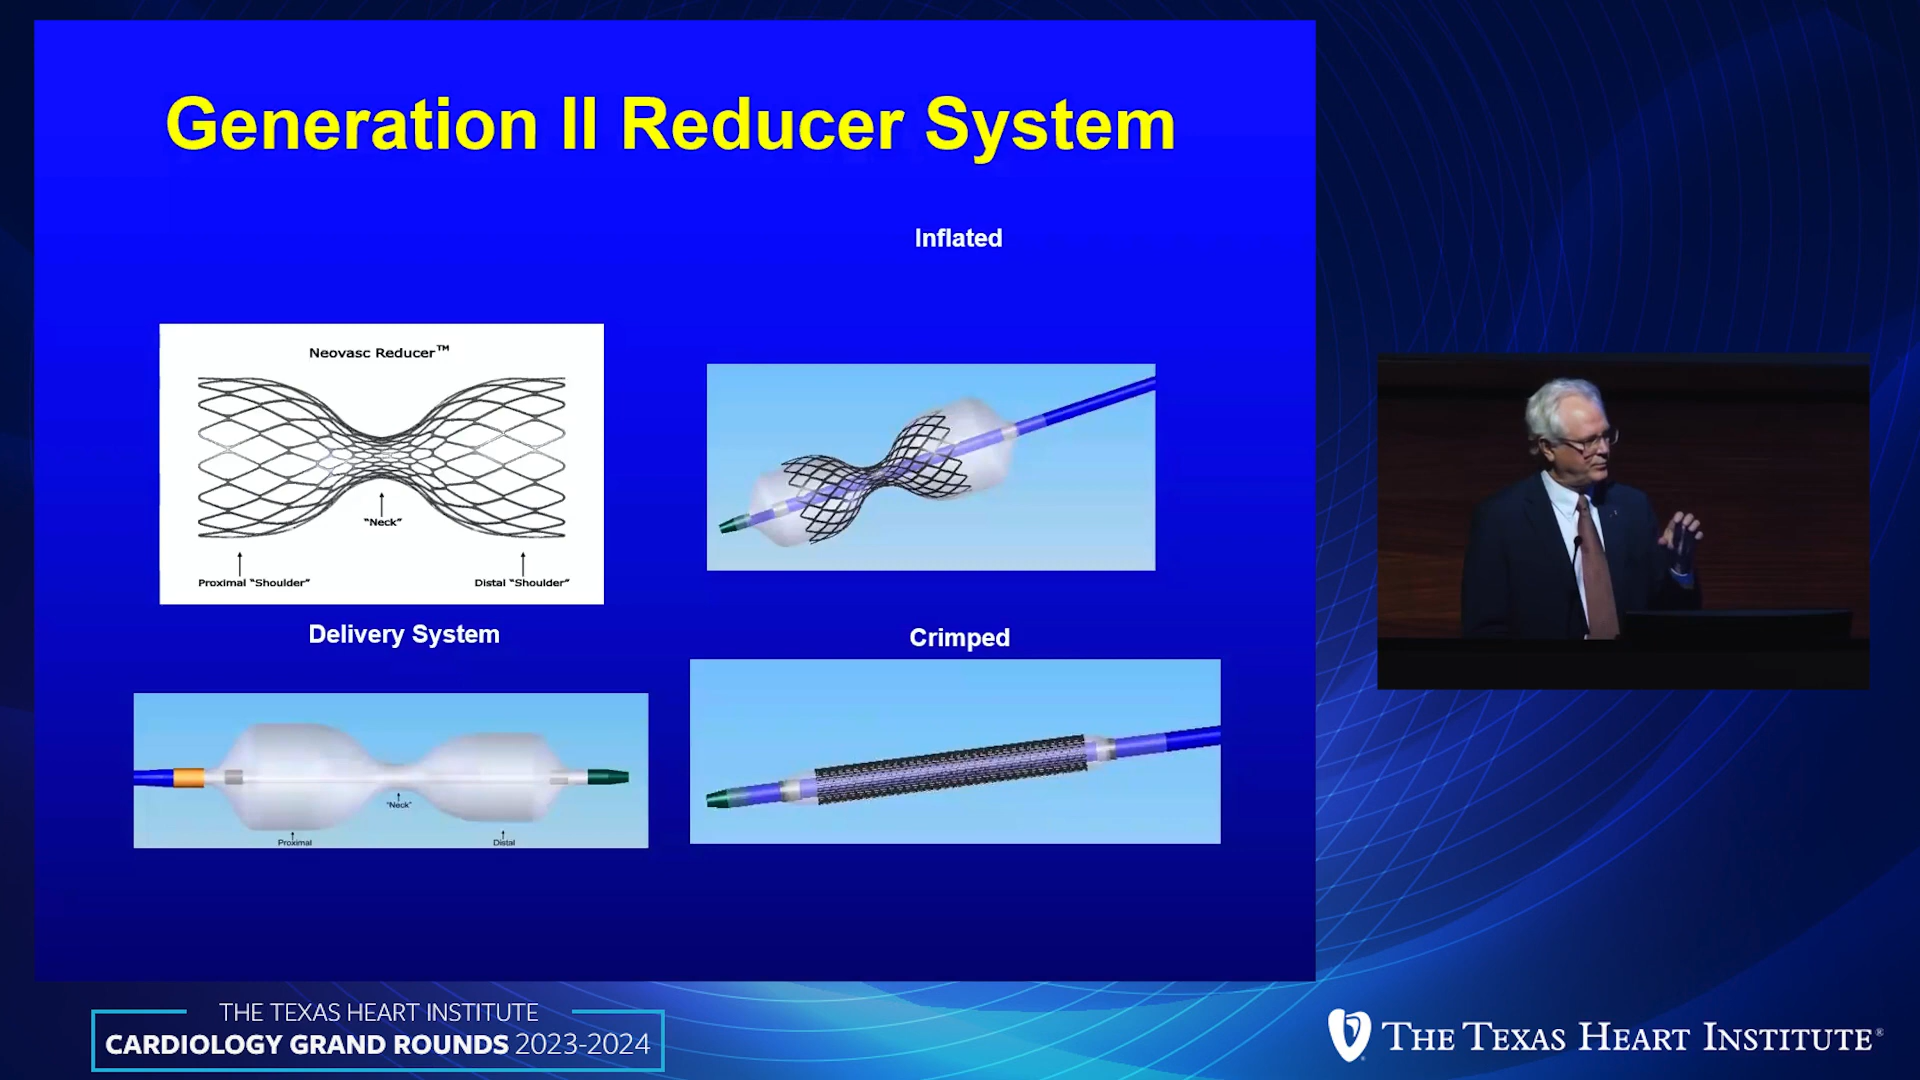 Generation II Reducer System
Inflated
Neovasc Reducer™
"Neck"
Proximal "Shoulder"
Distal "Shoulder"
Delivery System
Crimped
"Neck"
Proximal
Distal
THE TEXAS HEART INSTITUTE
CARDIOLOGY GRAND ROUNDS 2023-2024
THE TEXAS HEART INSTITUTE®